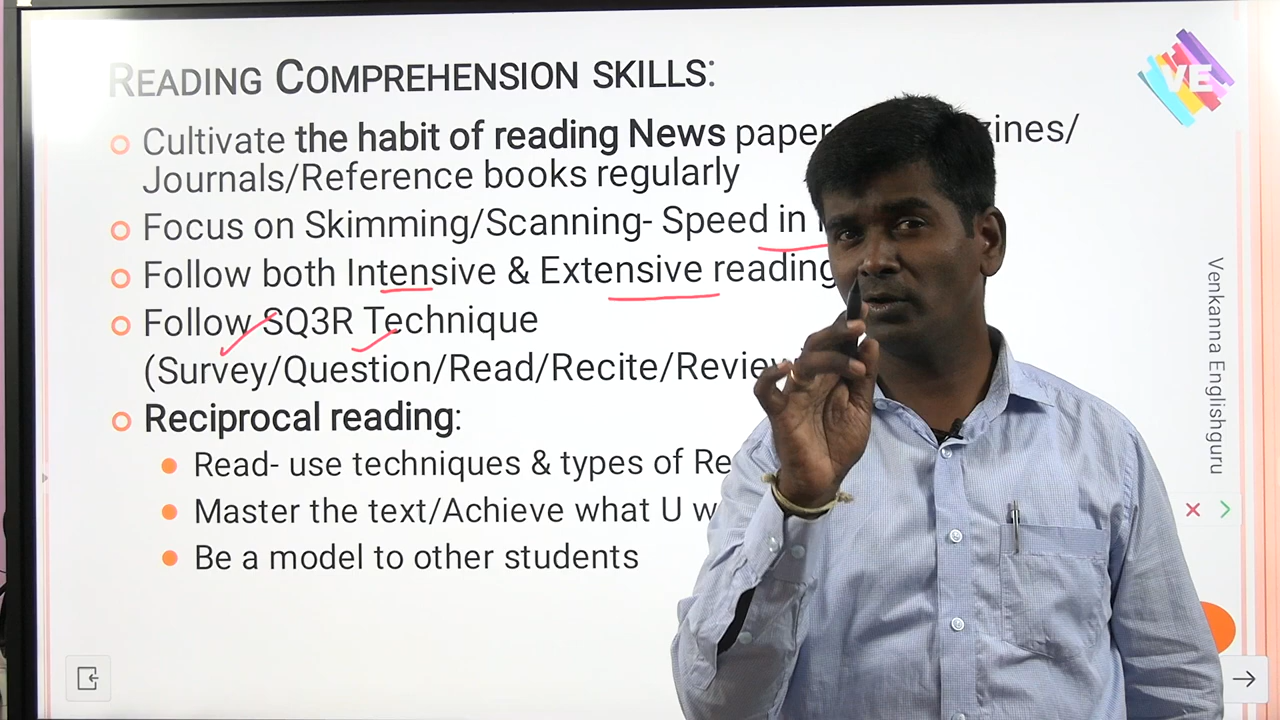 READING COMPREHENSION SKILLS:
VE
Cultivate the habit of reading News paper
Journals/Reference books regularly
Focus on Skimming/Scanning- Speed in
Follow both Intensive & Extensive reading
Follow SQ3R Technique
(Survey/Question/Read/Recite/Review
Reciprocal reading:
Read- use techniques & types of
Master the text/Achieve what U
Be a model to other students
Venkanna Englishguru